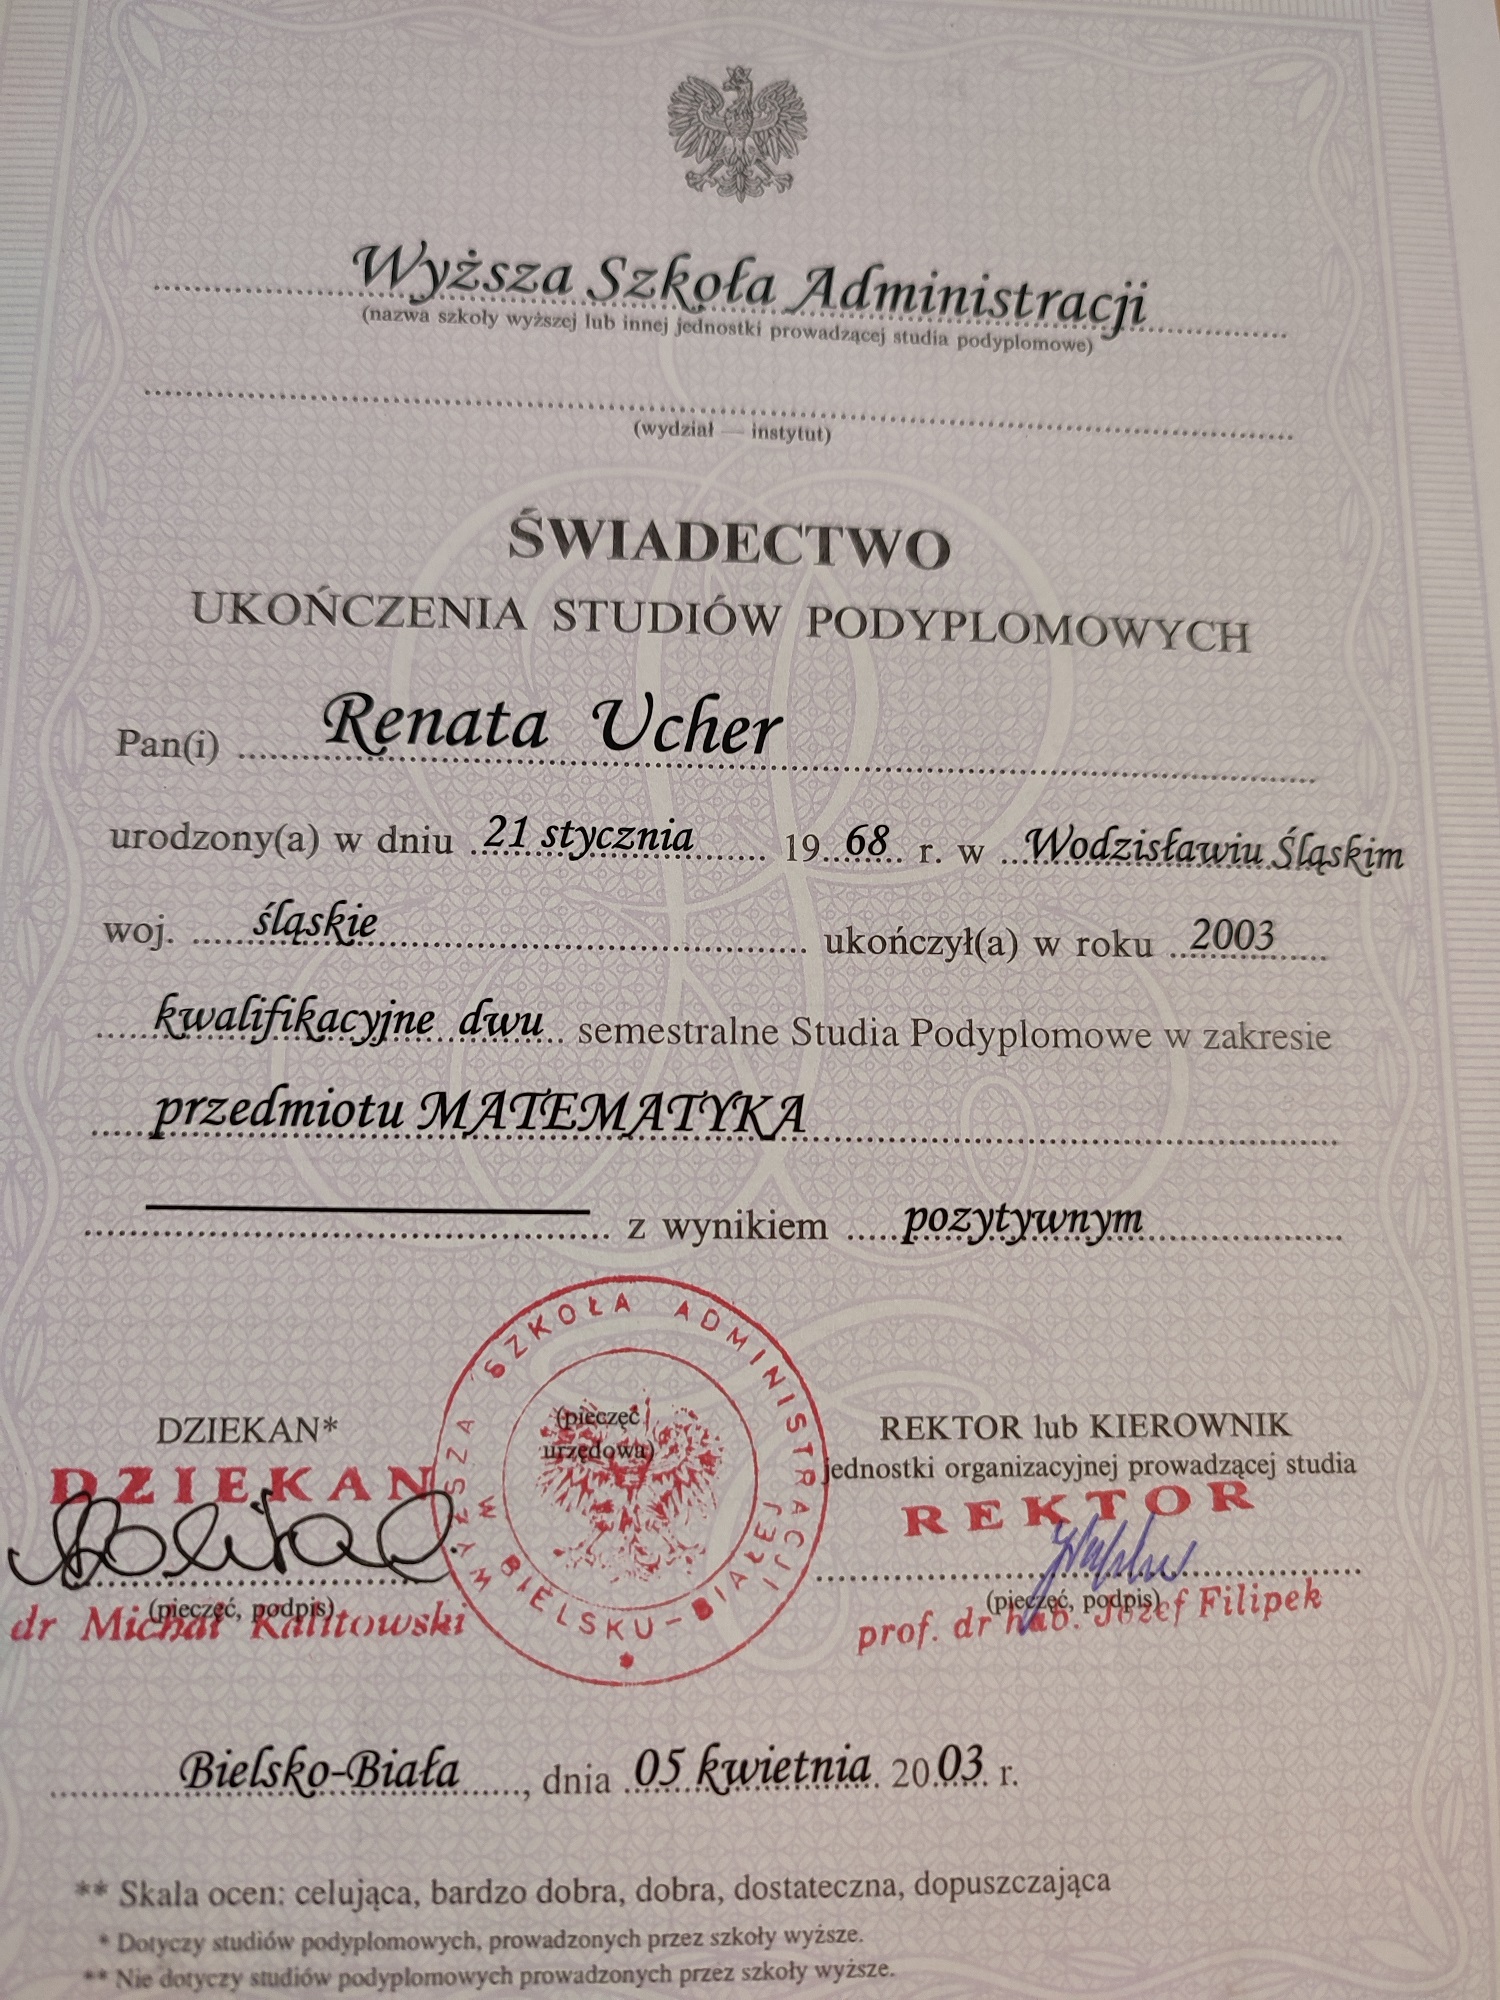 Wyższa Szkoła Administracji
(nazwa szkoły wyższej lub innej jednostki prowadzącej studia podyplomowe)
(wydział — instytut)
ŚWIADECTWO
UKOŃCZENIA STUDIÓW PODYPLOMOWYCH
Pan(i) Renata Ucher
urodzony(a) w dniu 21 stycznia 1968 r. w Wodzisławiu Śląskim
woj. śląskie ukończył(a) w roku 2003
kwalifikacyjne dwu semestralne Studia Podyplomowe w zakresie
przedmiotu MATEMATYKA
z wynikiem pozytywnym
WYŻSZA SZKOŁA ADMINISTRACJI
W BIELSKU-BIAŁEJ
(pieczęć
urzędowa)
DZIEKAN*
DZIEKAN
(pieczęć, podpis)
dr Michał Kalitowski
REKTOR lub KIEROWNIK
jednostki organizacyjnej prowadzącej studia
REKTOR
(pieczęć, podpis)
prof. dr hab. Józef Filipek
Bielsko-Biała, dnia 05 kwietnia 2003 r.
** Skala ocen: celująca, bardzo dobra, dobra, dostateczna, dopuszczająca
* Dotyczy studiów podyplomowych, prowadzonych przez szkoły wyższe.
** Nie dotyczy studiów podyplomowych prowadzonych przez szkoły wyższe.